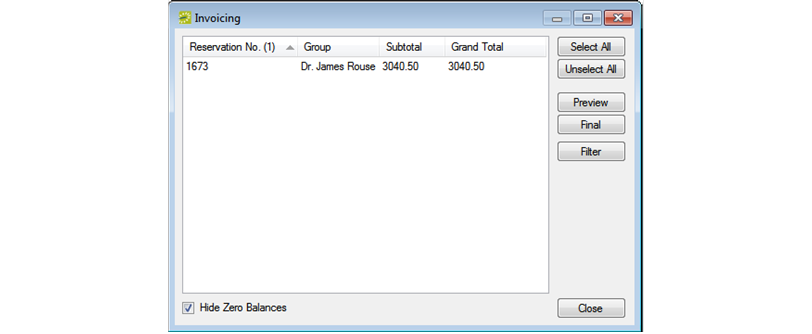 Invoicing
Reservation No. (1) Group Subtotal Grand Total
1673 Dr. James Rouse 3040.50 3040.50
Select All
Unselect All
Preview
Final
Filter
Hide Zero Balances
Close